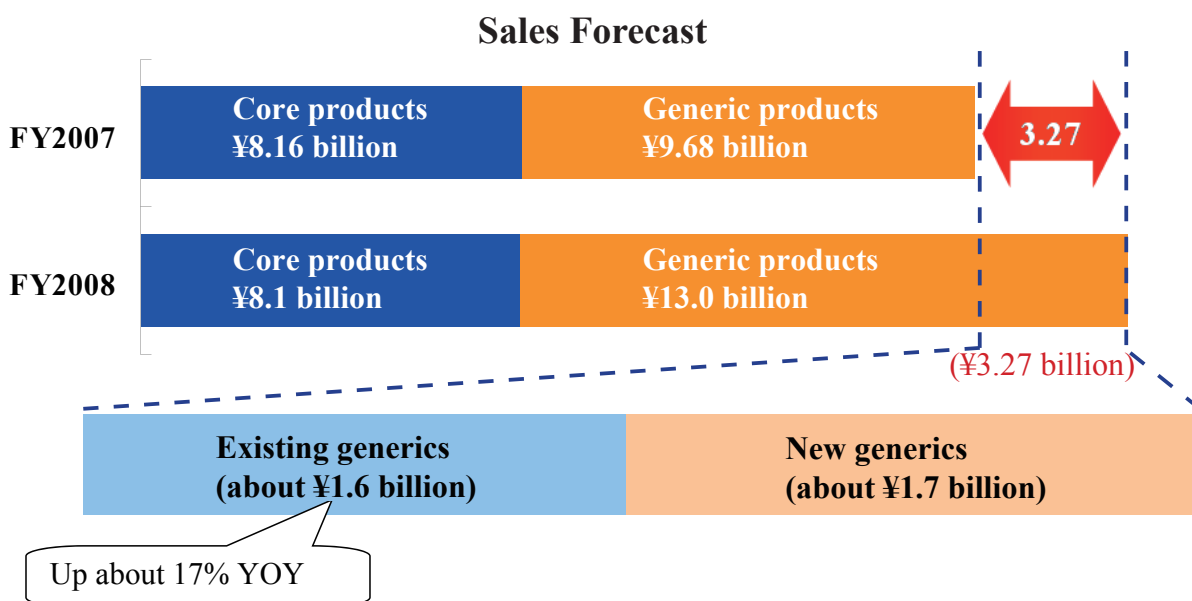 Sales Forecast
FY2007
Core products
¥8.16 billion
Generic products
¥9.68 billion
3.27
FY2008
Core products
¥8.1 billion
Generic products
¥13.0 billion
(¥3.27 billion)
Existing generics
(about ¥1.6 billion)
New generics
(about ¥1.7 billion)
Up about 17% YOY